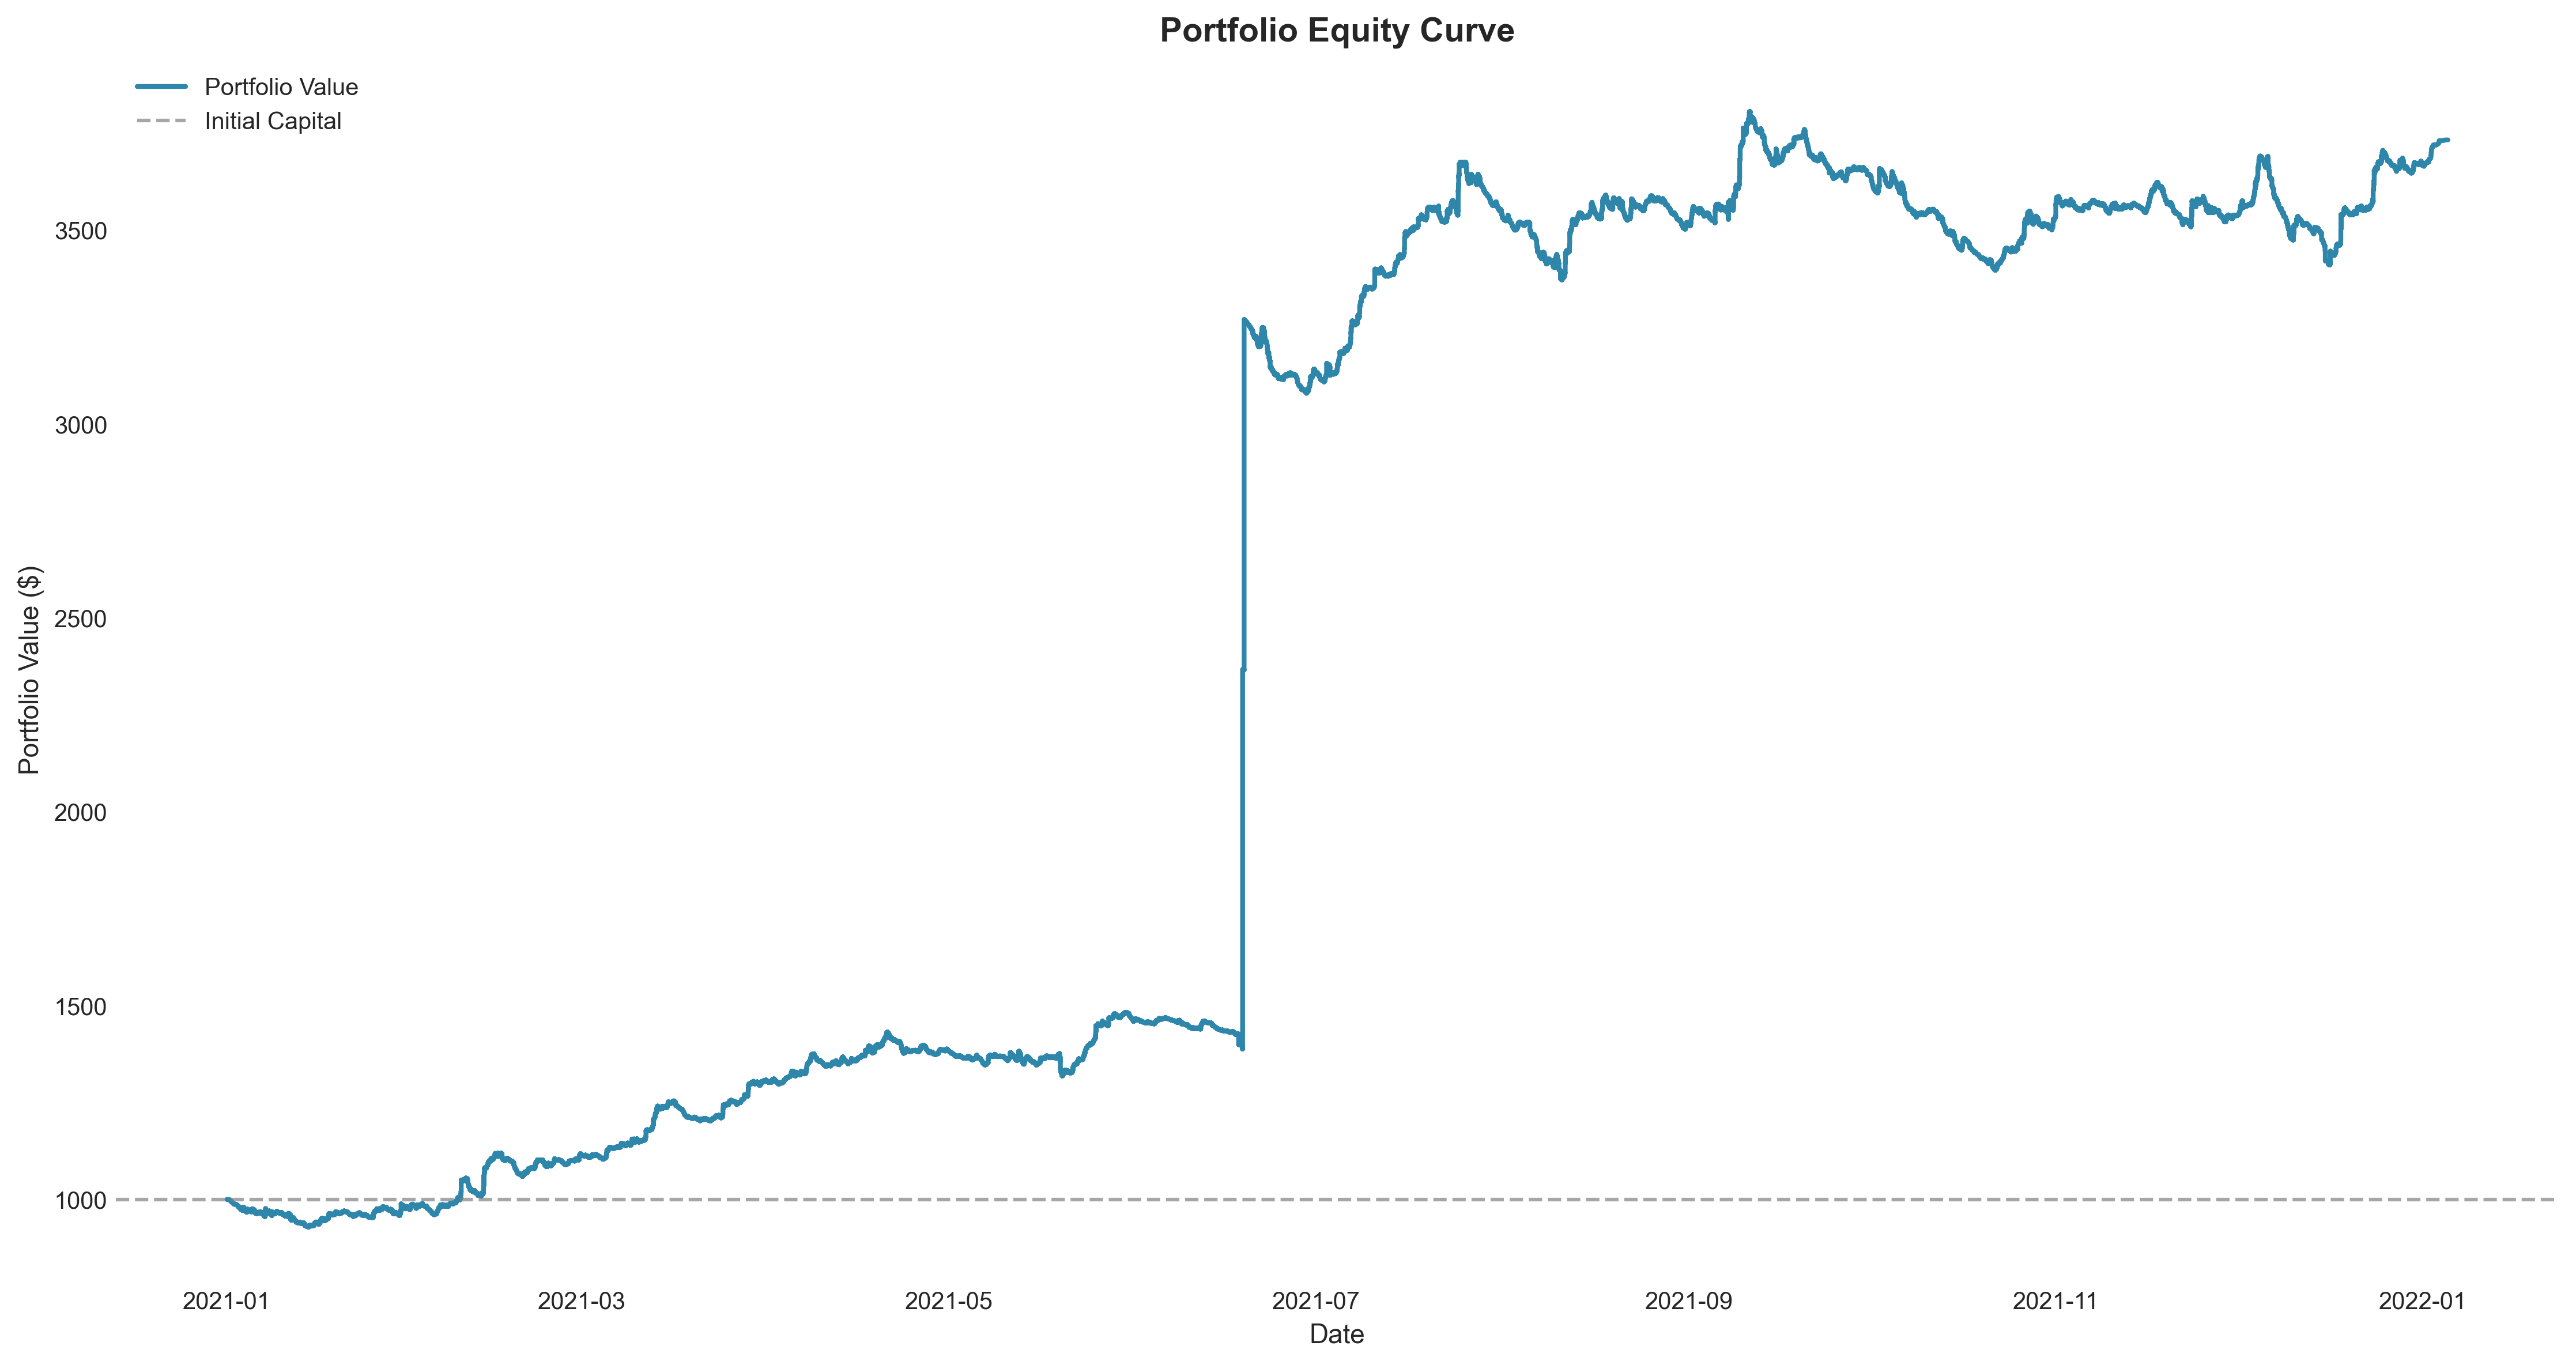 Portfolio Equity Curve
Portfolio Value
Initial Capital
Portfolio Value ($)
3500
3000
2500
2000
1500
1000
2021-01
2021-03
2021-05
2021-07
2021-09
2021-11
2022-01
Date